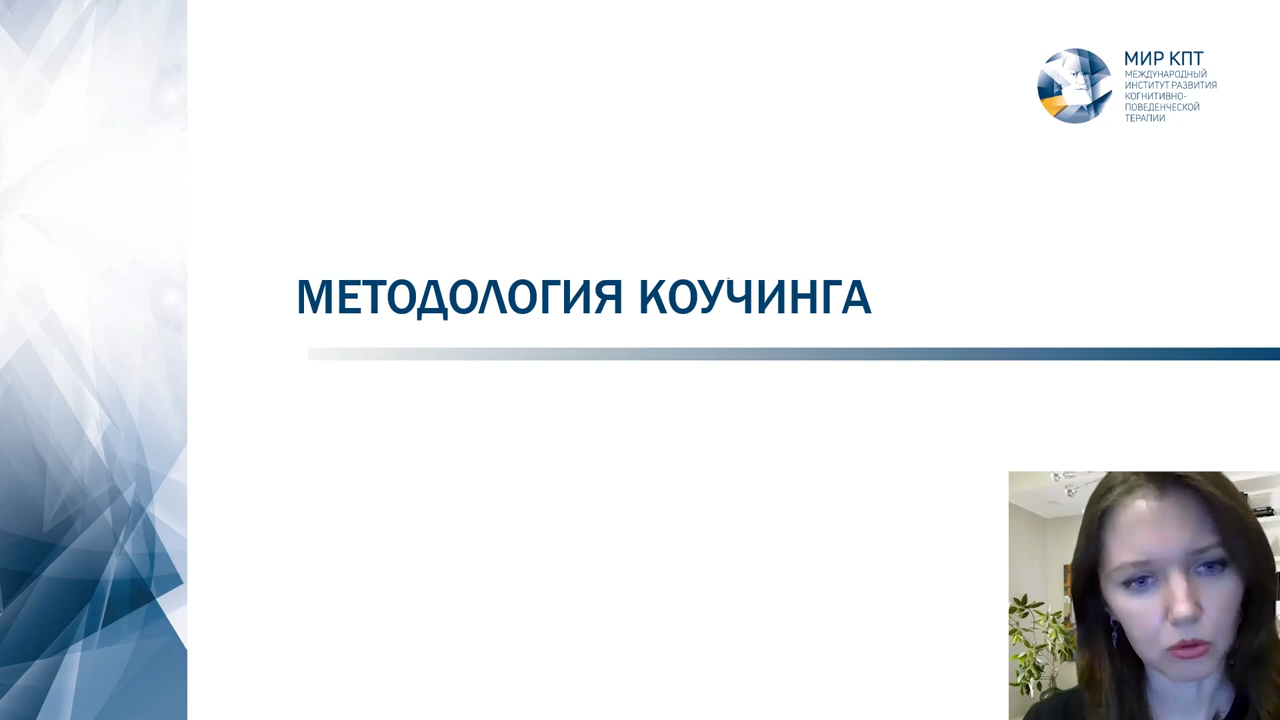 МИР КПТ
МЕЖДУНАРОДНЫЙ
ИНСТИТУТ РАЗВИТИЯ
КОГНИТИВНО-
ПОВЕДЕНЧЕСКОЙ
ТЕРАПИИ
МЕТОДОЛОГИЯ КОУЧИНГА